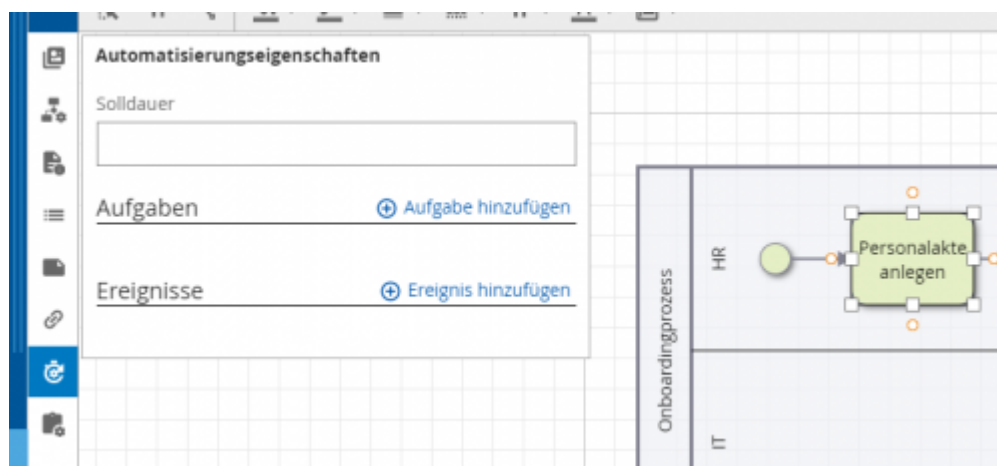 Automatisierungseigenschaften
Solldauer
Aufgaben
Aufgabe hinzufügen
Ereignisse
Ereignis hinzufügen
Onboardingprozess
HR
Personalakte
anlegen
IT